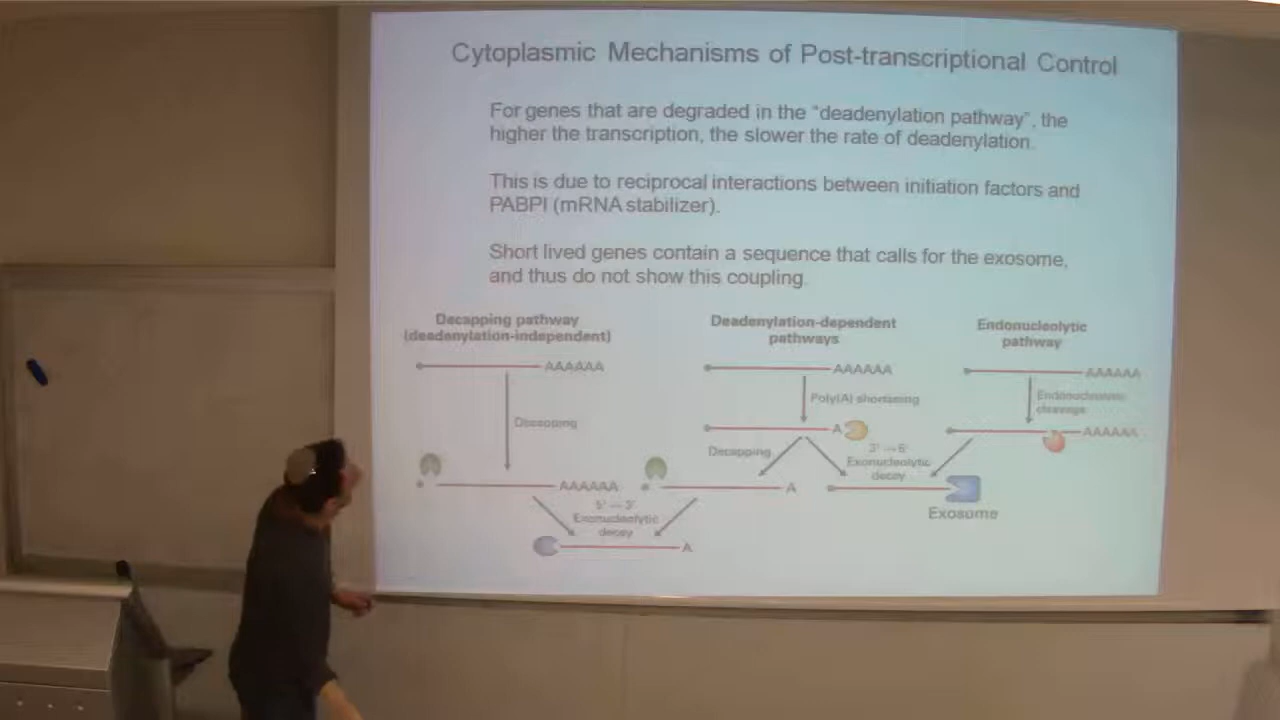 Cytoplasmic Mechanisms of Post-transcriptional Control
For genes that are degraded in the “deadenylation pathway”, the
higher the transcription, the slower the rate of deadenylation.
This is due to reciprocal interactions between initiation factors and
PABPI (mRNA stabilizer).
Short lived genes contain a sequence that calls for the exosome,
and thus do not show this coupling.
Decapping pathway
(deadenylation-independent)
AAAAAA
Decapping
AAAAAA
5' → 3'
Exonucleolytic
decay
A
Deadenylation-dependent
pathways
AAAAAA
Poly(A) shortening
A
Decapping
A
3' → 5'
Exonucleolytic
decay
Exosome
Endonucleolytic
pathway
AAAAAA
Endonucleolytic
cleavage
AAAAAA